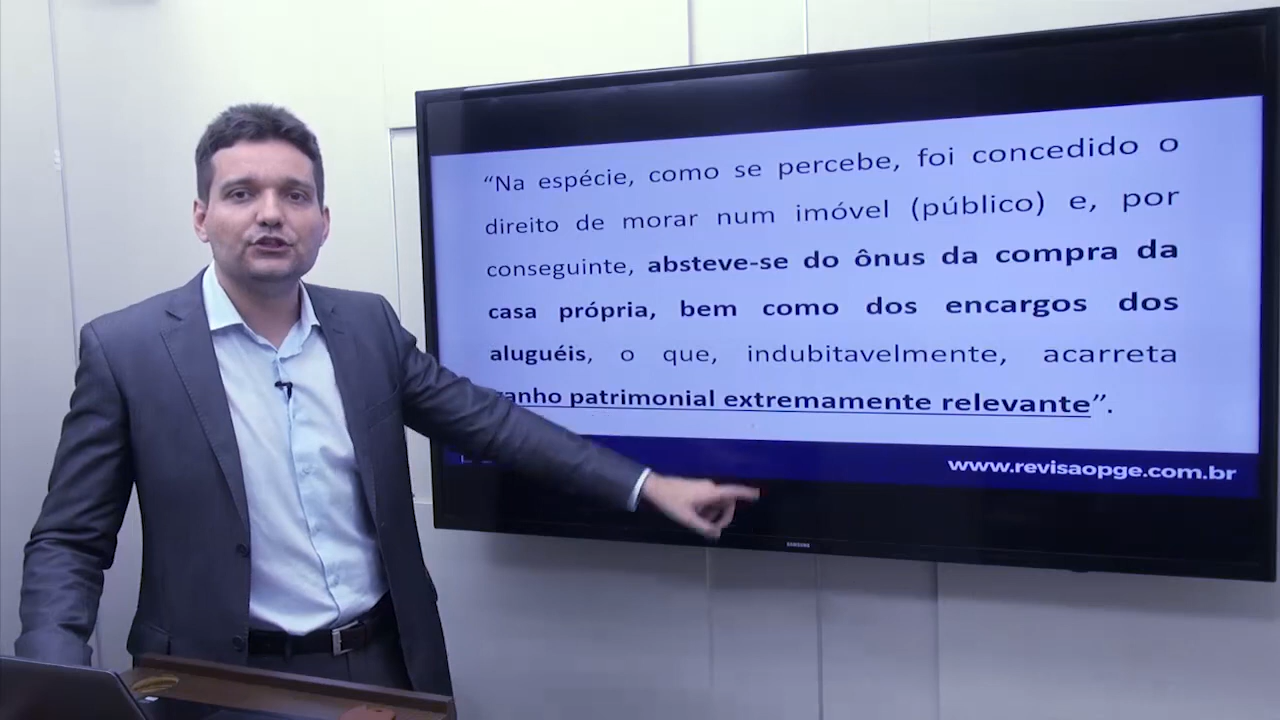 “Na espécie, como se percebe, foi concedido o
direito de morar num imóvel (público) e, por
conseguinte, absteve-se do ônus da compra da
casa própria, bem como dos encargos dos
aluguéis, o que, indubitavelmente, acarreta
ganho patrimonial extremamente relevante”.
www.revisaopge.com.br
SAMSUNG